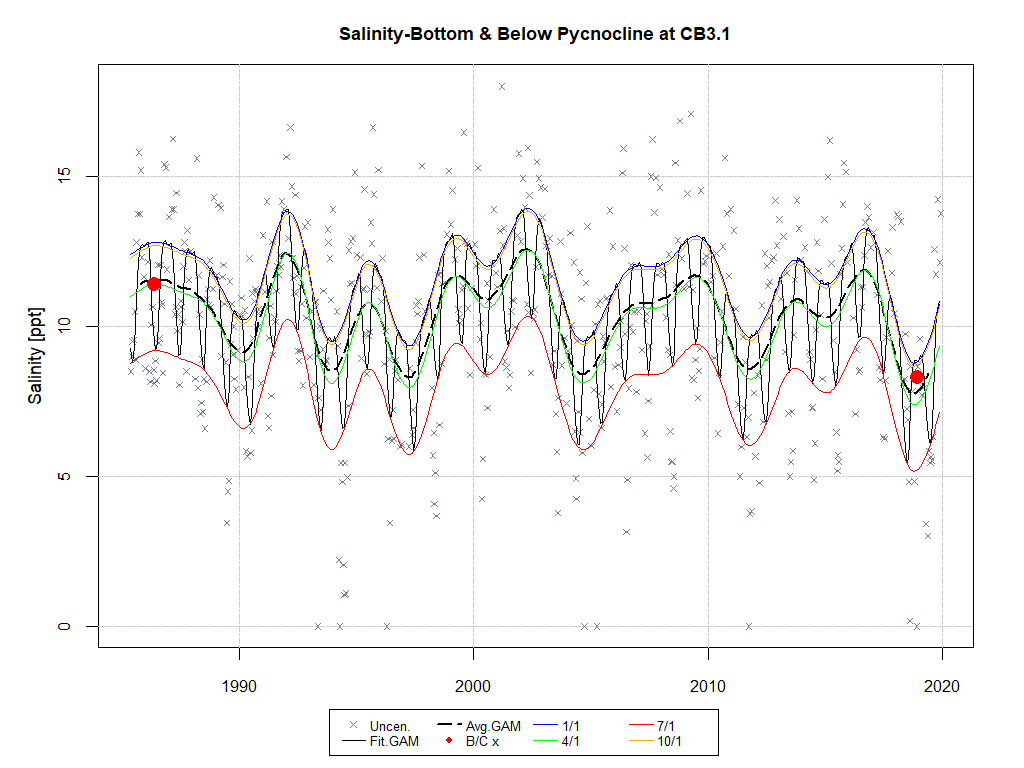 Salinity-Bottom & Below Pycnocline at CB3.1
Salinity [ppt]
15
10
5
0
1990 2000 2010 2020
Uncen. Avg.GAM 1/1 7/1
Fit.GAM B/C x 4/1 10/1